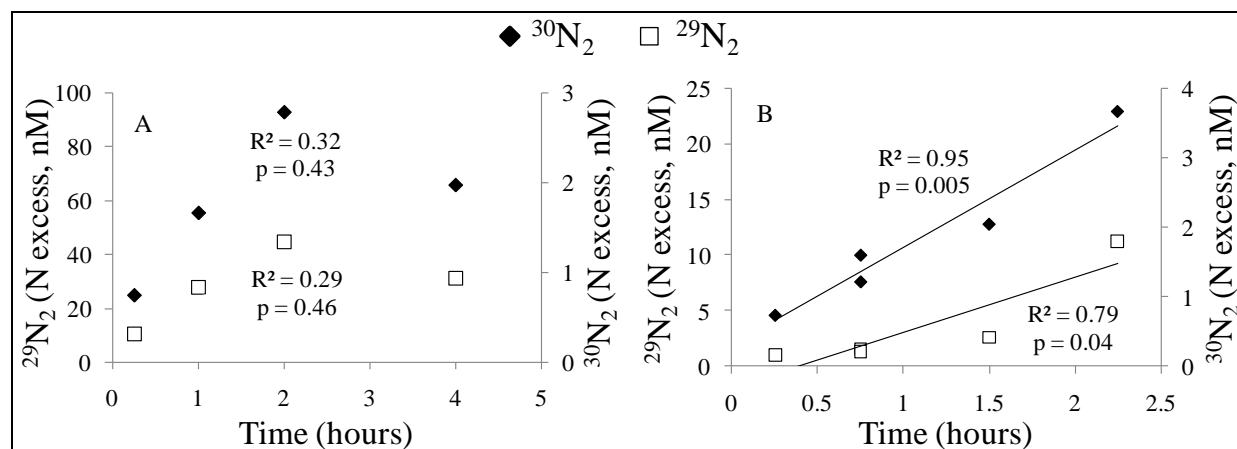 ³⁰N₂ ²⁹N₂
A
²⁹N₂ (N excess, nM)
100
80
60
40
20
0
R² = 0.32
p = 0.43
R² = 0.29
p = 0.46
3
2
1
0
³⁰N₂ (N excess, nM)
0 1 2 3 4 5
Time (hours)
B
²⁹N₂ (N excess, nM)
25
20
15
10
5
0
R² = 0.95
p = 0.005
R² = 0.79
p = 0.04
4
3
2
1
0
³⁰N₂ (N excess, nM)
0 0.5 1 1.5 2 2.5
Time (hours)